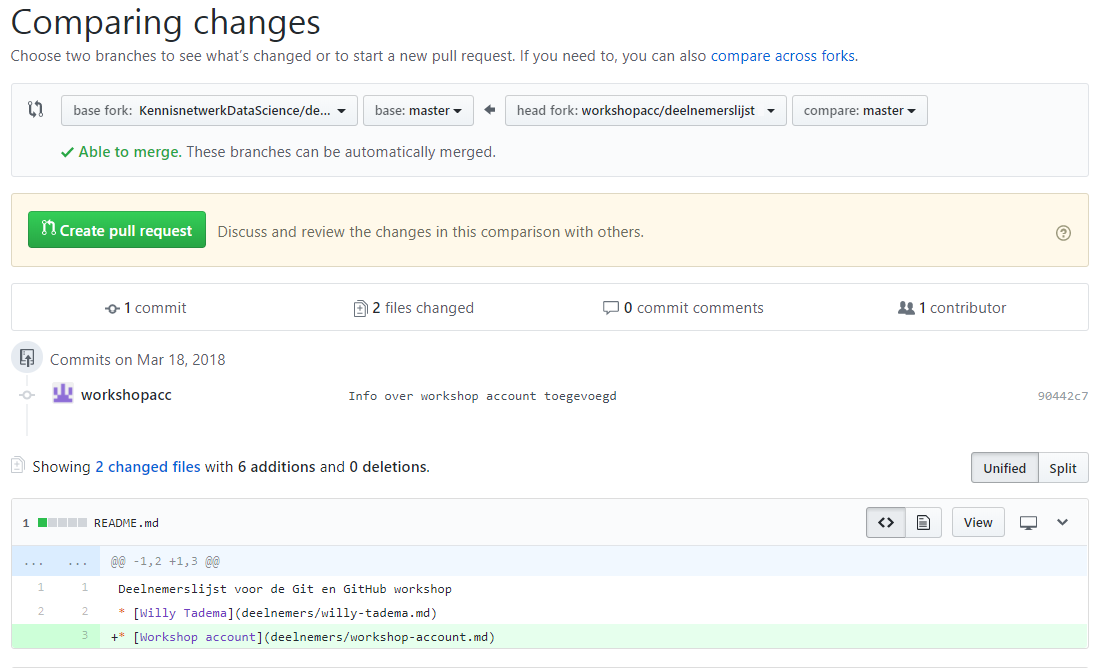 Comparing changes
Choose two branches to see what's changed or to start a new pull request. If you need to, you can also compare across forks.
base fork: KennisnetwerkDataScience/de... base: master head fork: workshopacc/deelnemerslijst compare: master
Able to merge. These branches can be automatically merged.
Create pull request Discuss and review the changes in this comparison with others.
1 commit 2 files changed 0 commit comments 1 contributor
Commits on Mar 18, 2018
workshopacc Info over workshop account toegevoegd 90442c7
Showing 2 changed files with 6 additions and 0 deletions. Unified Split
1 README.md <> View
... ... @@ -1,2 +1,3 @@
1 1 Deelnemerslijst voor de Git en GitHub workshop
2 2 * [Willy Tadema](deelnemers/willy-tadema.md)
3 +* [Workshop account](deelnemers/workshop-account.md)